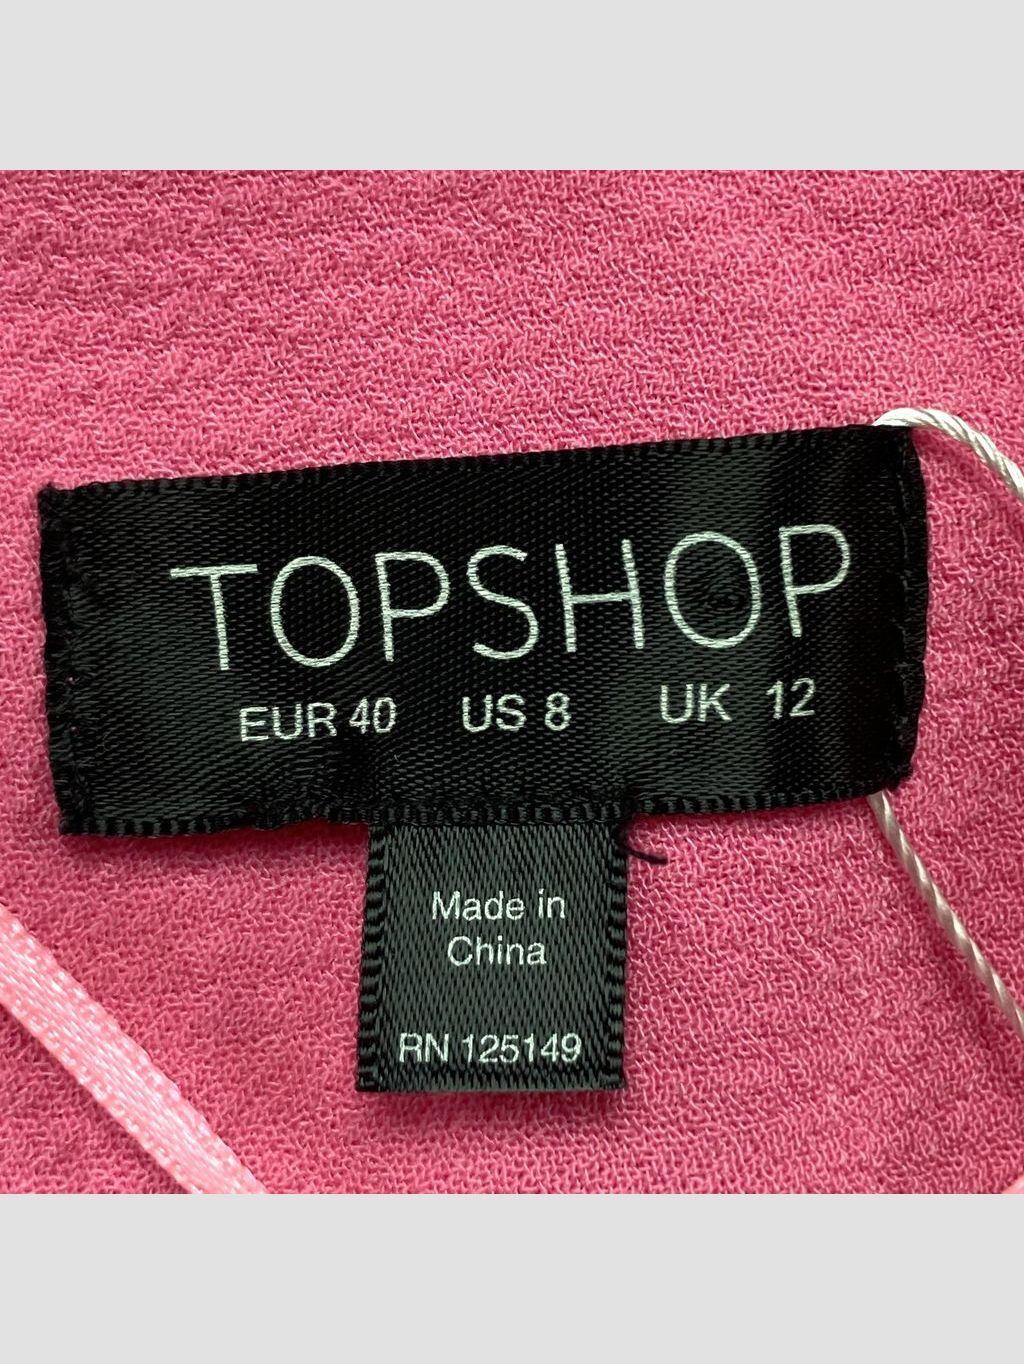 TOPSHOP
EUR 40 US 8 UK 12
Made in
China
RN 125149